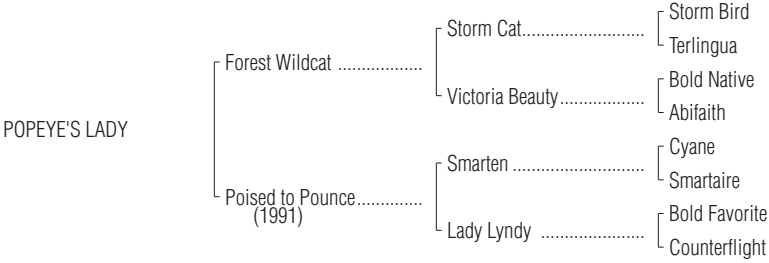 Storm Bird
Storm Cat........................
Terlingua
Forest Wildcat .................
Bold Native
Victoria Beauty.................
Abifaith
POPEYE'S LADY
Cyane
Smarten ..........................
Smartaire
Poised to Pounce.............
(1991)
Bold Favorite
Lady Lyndy .....................
Counterflight